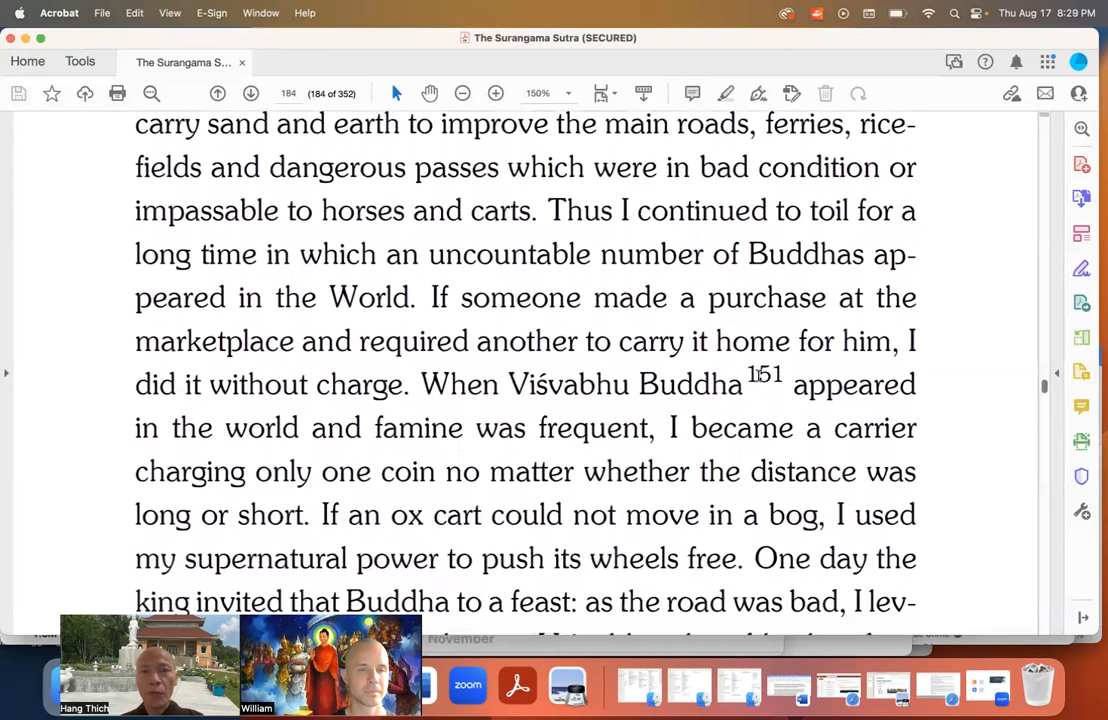 Acrobat File Edit View E-Sign Window Help Thu Aug 17 8:29 PM
The Surangama Sutra (SECURED)
Home Tools The Surangama S... ×
184 (184 of 352) 150%
carry sand and earth to improve the main roads, ferries, rice-
fields and dangerous passes which were in bad condition or
impassable to horses and carts. Thus I continued to toil for a
long time in which an uncountable number of Buddhas ap-
peared in the World. If someone made a purchase at the
marketplace and required another to carry it home for him, I
did it without charge. When Viśvabhu Buddha151 appeared
in the world and famine was frequent, I became a carrier
charging only one coin no matter whether the distance was
long or short. If an ox cart could not move in a bog, I used
my supernatural power to push its wheels free. One day the
king invited that Buddha to a feast: as the road was bad, I lev-
November
zoom
Hang Thich William